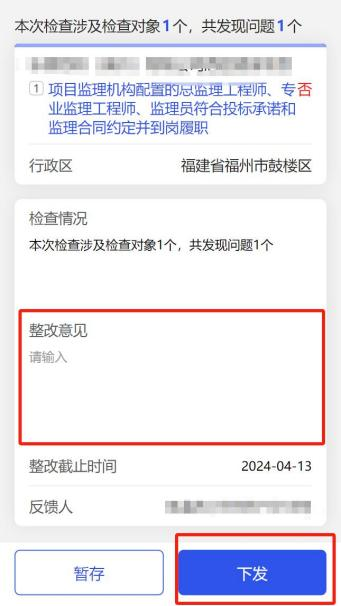 本次检查涉及检查对象1个，共发现问题1个
1 项目监理机构配置的总监理工程师、专 否
业监理工程师、监理员符合投标承诺和
监理合同约定并到岗履职
行政区 福建省福州市鼓楼区
检查情况
本次检查涉及检查对象1个，共发现问题1个
整改意见
请输入
整改截止时间 2024-04-13
反馈人
暂存 下发